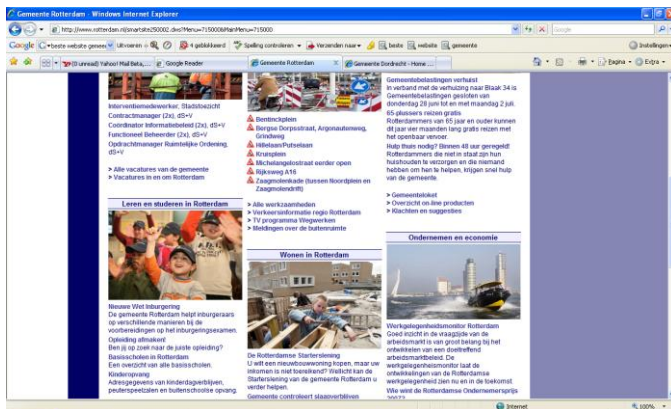 Gemeente Rotterdam - Windows Internet Explorer
http://www.rotterdam.nl/smartsite250002.dws?Menu=715000&MainMenu=715000
Google
Google
beste website gemee
Uitvoeren
4 geblokkeerd
Spelling controleren
Verzenden naar
beste
website
gemeente
Instellingen
(0 unread) Yahoo! Mail Beta,...
Google Reader
Gemeente Rotterdam
Gemeente Dordrecht - Home ...
Pagina
Extra
Interventiemedewerker, Stadstoezicht
Contractmanager (2x), dS+V
Coordinator Informatiebeleid (2x), dS+V
Functioneel Beheerder (2x), dS+V
Opdrachtmanager Ruimtelijke Ordening,
dS+V
> Alle vacatures van de gemeente
> Vacatures in en om Rotterdam
Leren en studeren in Rotterdam
Nieuwe Wet Inburgering
De gemeente Rotterdam helpt inburgeraars
op verschillende manieren bij de
voorbereidingen op het inburgeringsexamen.
Opleiding afmaken!
Ben jij op zoek naar de juiste opleiding?
Basisscholen in Rotterdam
Een overzicht van alle basisscholen.
Kinderopvang
Adresgegevens van kinderdagverblijven,
peuterspeelzalen en buitenschoolse opvang.
Bentinckplein
Bergse Dorpsstraat, Argonautenweg,
Grindweg
Hillelaan/Putselaan
Kruisplein
Michelangelostraat eerder open
Rijksweg A16
Zaagmolenkade (tussen Noordplein en
Zaagmolendrift)
> Alle werkzaamheden
> Verkeersinformatie regio Rotterdam
> TV programma Wegwerken
> Meldingen over de buitenruimte
Wonen in Rotterdam
De Rotterdamse Starterslening
U wilt een nieuwbouwwoning kopen, maar uw
inkomen is niet toereikend? Wellicht kan de
Starterslening van de gemeente Rotterdam u
verder helpen.
Gemeente controleert slaapverblijven
Gemeentebelastingen verhuist
In verband met de verhuizing naar Blaak 34 is
Gemeentebelastingen gesloten van
donderdag 28 juni tot en met maandag 2 juli.
65-plussers reizen gratis
Rotterdammers van 65 jaar en ouder kunnen
dit jaar vier maanden lang gratis reizen met
het openbaar vervoer.
Hulp thuis nodig? Binnen 48 uur geregeld!
Rotterdammers die niet in staat zijn hun
huishouden te verzorgen en die niemand
hebben om hen te helpen, krijgen snel hulp
van de gemeente.
> Gemeenteloket
> Overzicht on-line producten
> Klachten en suggesties
Ondernemen en economie
Werkgelegenheidsmonitor Rotterdam
Goed inzicht in de vraagzijde van de
arbeidsmarkt is van groot belang bij het
ontwikkelen van een doeltreffend
arbeidsmarktbeleid. De
werkgelegenheidsmonitor laat de
ontwikkelingen van de Rotterdamse
werkgelegenheid zien nu en in de toekomst.
Wie wint de Rotterdamse Ondernemersprijs
Internet
100%